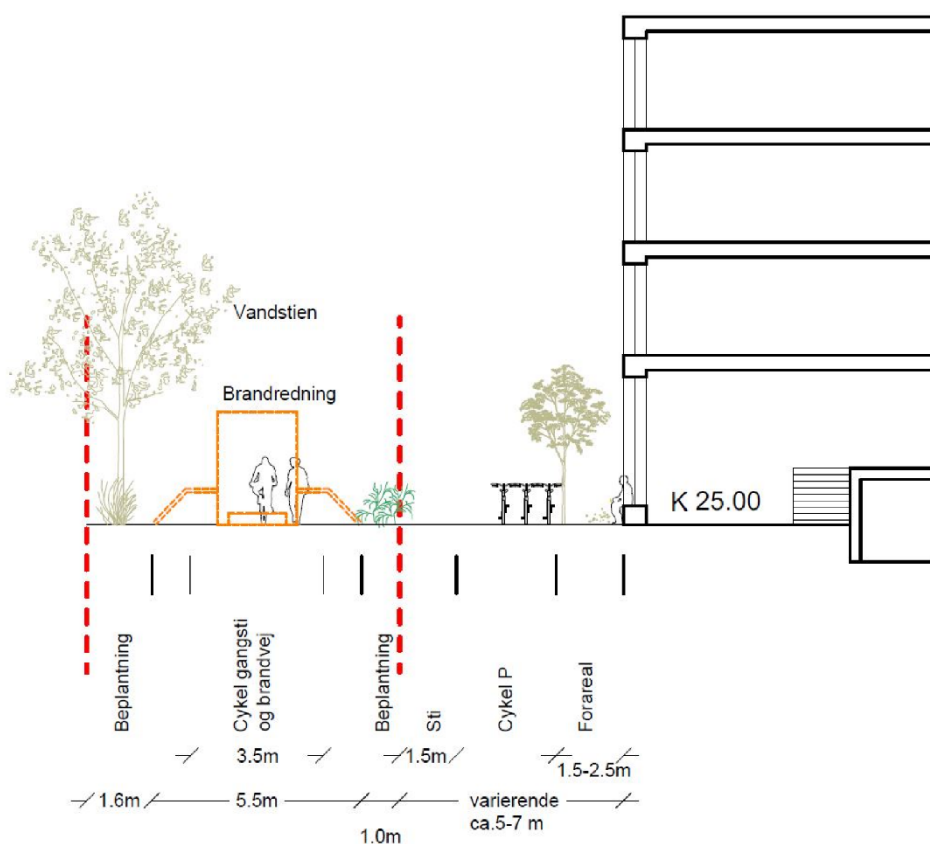 Vandstien
Brandredning
K 25.00
Beplantning
Cykel gangsti
og brandvej
Beplantning
Sti
Cykel P
Forareal
3.5m
1.5m
1.5-2.5m
1.6m
5.5m
1.0m
varierende
ca.5-7 m